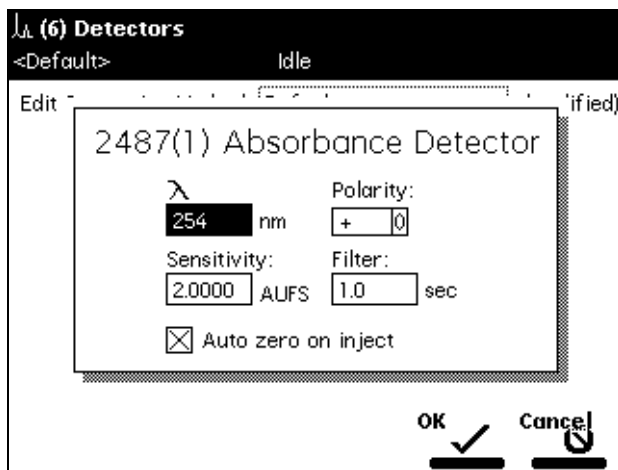 (6) Detectors
<Default> Idle
Edit ified)
2487(1) Absorbance Detector
λ Polarity:
254 nm + 0
Sensitivity: Filter:
2.0000 AUFS 1.0 sec
Auto zero on inject
OK Cancel